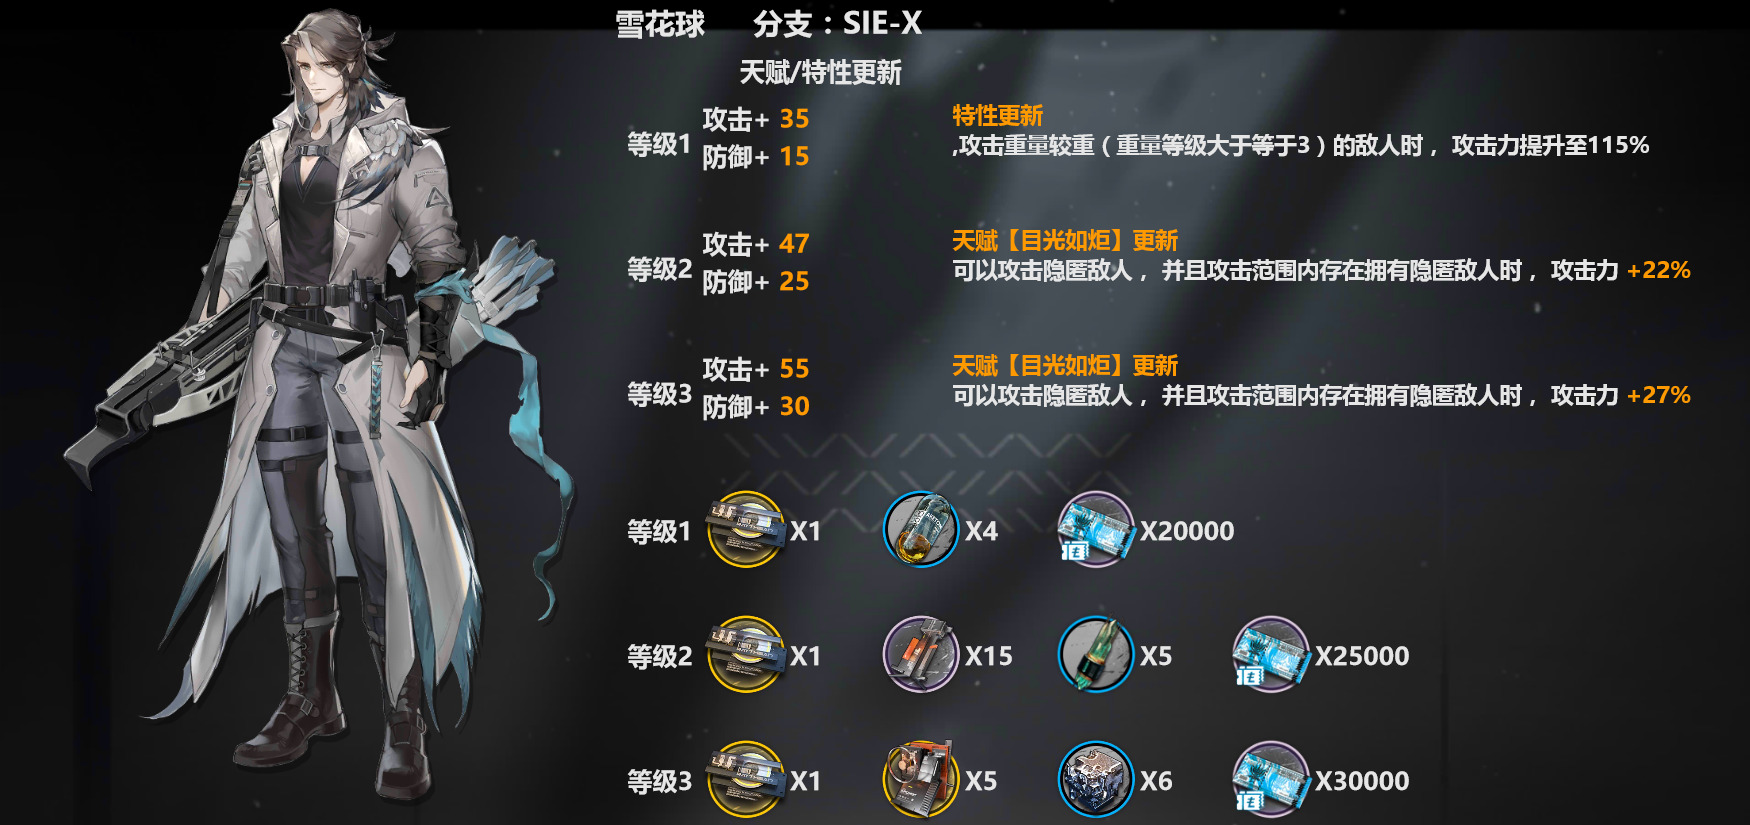 雪花球 分支：SIE-X
天赋/特性更新
等级1 攻击+ 35
防御+ 15
特性更新
,攻击重量较重（重量等级大于等于3）的敌人时，攻击力提升至115%
等级2 攻击+ 47
防御+ 25
天赋【目光如炬】更新
可以攻击隐匿敌人，并且攻击范围内存在拥有隐匿敌人时，攻击力 +22%
等级3 攻击+ 55
防御+ 30
天赋【目光如炬】更新
可以攻击隐匿敌人，并且攻击范围内存在拥有隐匿敌人时，攻击力 +27%
等级1 X1 X4 X20000
等级2 X1 X15 X5 X25000
等级3 X1 X5 X6 X30000